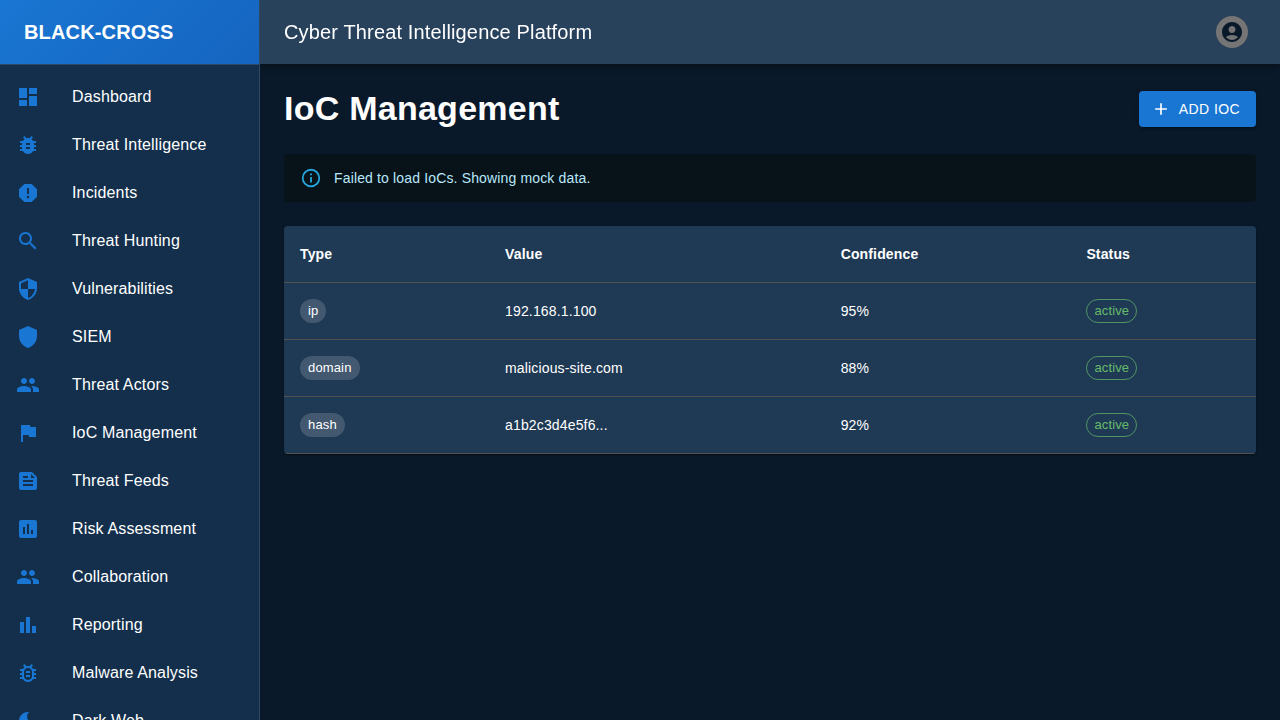 BLACK-CROSS
Cyber Threat Intelligence Platform
Dashboard
Threat Intelligence
Incidents
Threat Hunting
Vulnerabilities
SIEM
Threat Actors
IoC Management
Threat Feeds
Risk Assessment
Collaboration
Reporting
Malware Analysis
Dark Web
IoC Management
ADD IOC
Failed to load IoCs. Showing mock data.
Type Value Confidence Status
ip 192.168.1.100 95% active
domain malicious-site.com 88% active
hash a1b2c3d4e5f6... 92% active